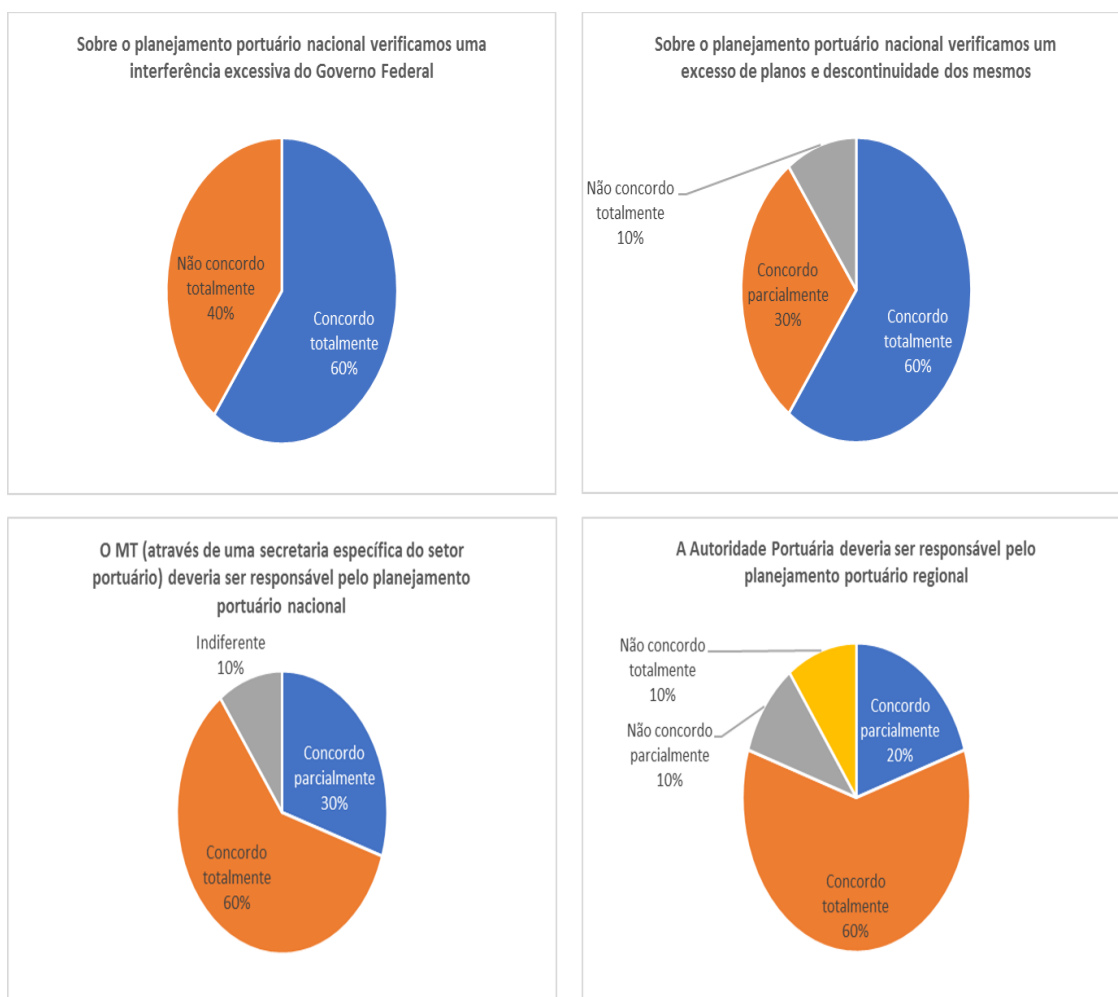 Sobre o planejamento portuário nacional verificamos uma
interferência excessiva do Governo Federal
Não concordo
totalmente
40%
Concordo
totalmente
60%
Sobre o planejamento portuário nacional verificamos um
excesso de planos e descontinuidade dos mesmos
Não concordo
totalmente
10%
Concordo
parcialmente
30%
Concordo
totalmente
60%
O MT (através de uma secretaria específica do setor
portuário) deveria ser responsável pelo planejamento
portuário nacional
Indiferente
10%
Concordo
parcialmente
30%
Concordo
totalmente
60%
A Autoridade Portuária deveria ser responsável pelo
planejamento portuário regional
Não concordo
totalmente
10%
Não concordo
parcialmente
10%
Concordo
parcialmente
20%
Concordo
totalmente
60%